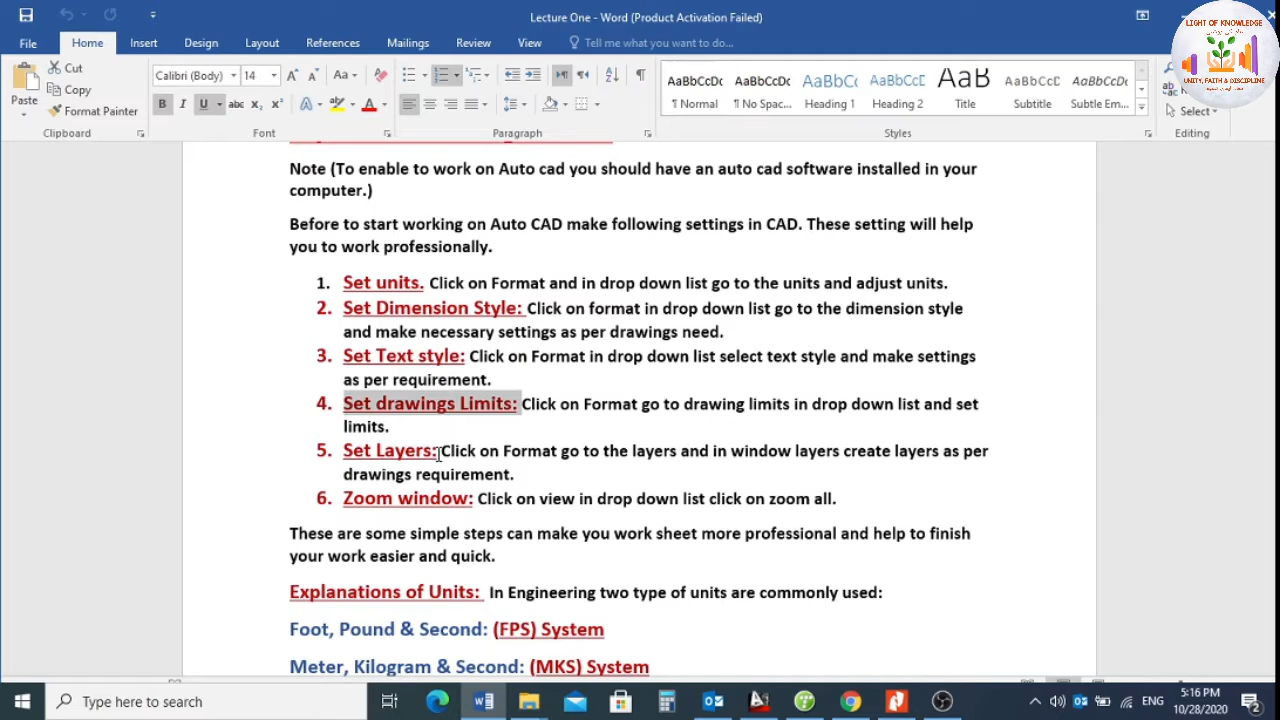 Lecture One - Word (Product Activation Failed)
LIGHT OF KNOWLEDGE
UNITY, FAITH & DISCIPLINE
File Home Insert Design Layout References Mailings Review View Tell me what you want to do...
Paste
Cut
Copy
Format Painter
Calibri (Body) 14 Aa
B I U abc x₂ x² A A
AaBbCcDc AaBbCcDc AaBbCc AaBbCcD AaB AaBbCcD AaBbCcDc
¶ Normal ¶ No Spac... Heading 1 Heading 2 Title Subtitle Subtle Em...
Select
Clipboard Font Paragraph Styles Editing
Note (To enable to work on Auto cad you should have an auto cad software installed in your
computer.)
Before to start working on Auto CAD make following settings in CAD. These setting will help
you to work professionally.
1. Set units. Click on Format and in drop down list go to the units and adjust units.
2. Set Dimension Style: Click on format in drop down list go to the dimension style
and make necessary settings as per drawings need.
3. Set Text style: Click on Format in drop down list select text style and make settings
as per requirement.
4. Set drawings Limits: Click on Format go to drawing limits in drop down list and set
limits.
5. Set Layers: Click on Format go to the layers and in window layers create layers as per
drawings requirement.
6. Zoom window: Click on view in drop down list click on zoom all.
These are some simple steps can make you work sheet more professional and help to finish
your work easier and quick.
Explanations of Units: In Engineering two type of units are commonly used:
Foot, Pound & Second: (FPS) System
Meter, Kilogram & Second: (MKS) System
Type here to search
ENG
5:16 PM
10/28/2020
2